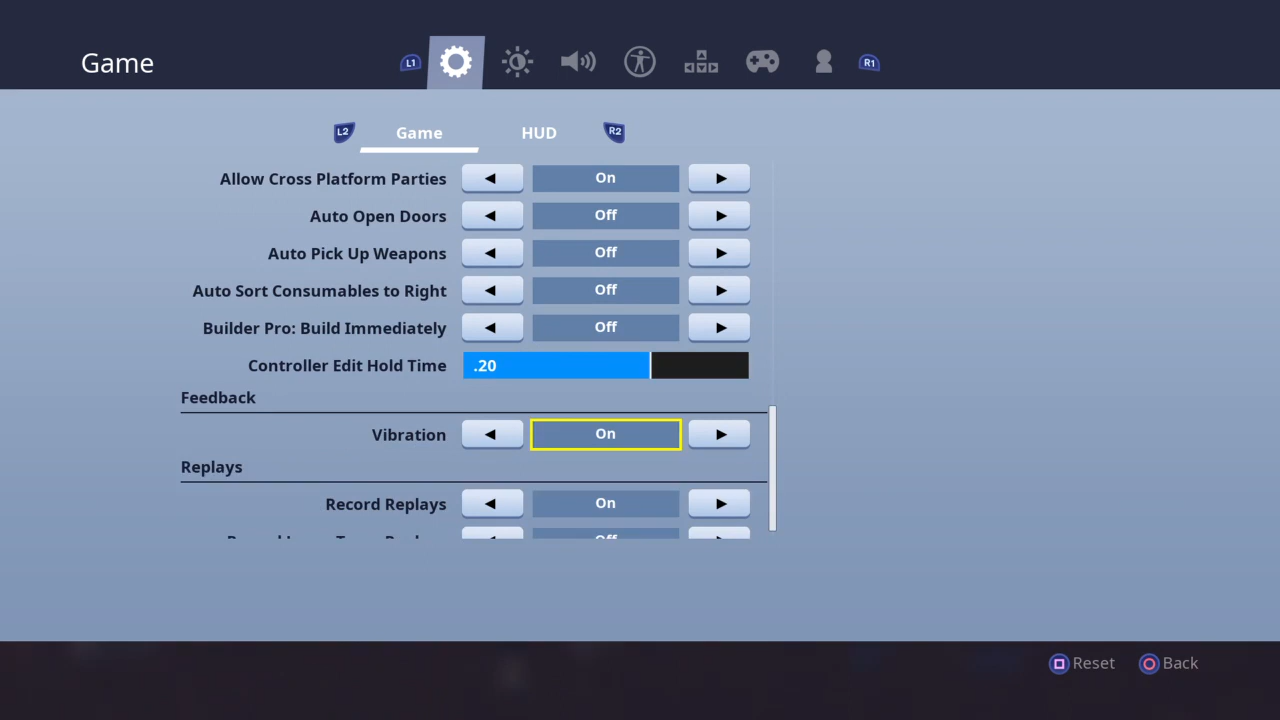 Game
L1
R1
L2
Game
HUD
R2
Allow Cross Platform Parties
On
Auto Open Doors
Off
Auto Pick Up Weapons
Off
Auto Sort Consumables to Right
Off
Builder Pro: Build Immediately
Off
Controller Edit Hold Time
.20
Feedback
Vibration
On
Replays
Record Replays
On
Off
Reset
Back